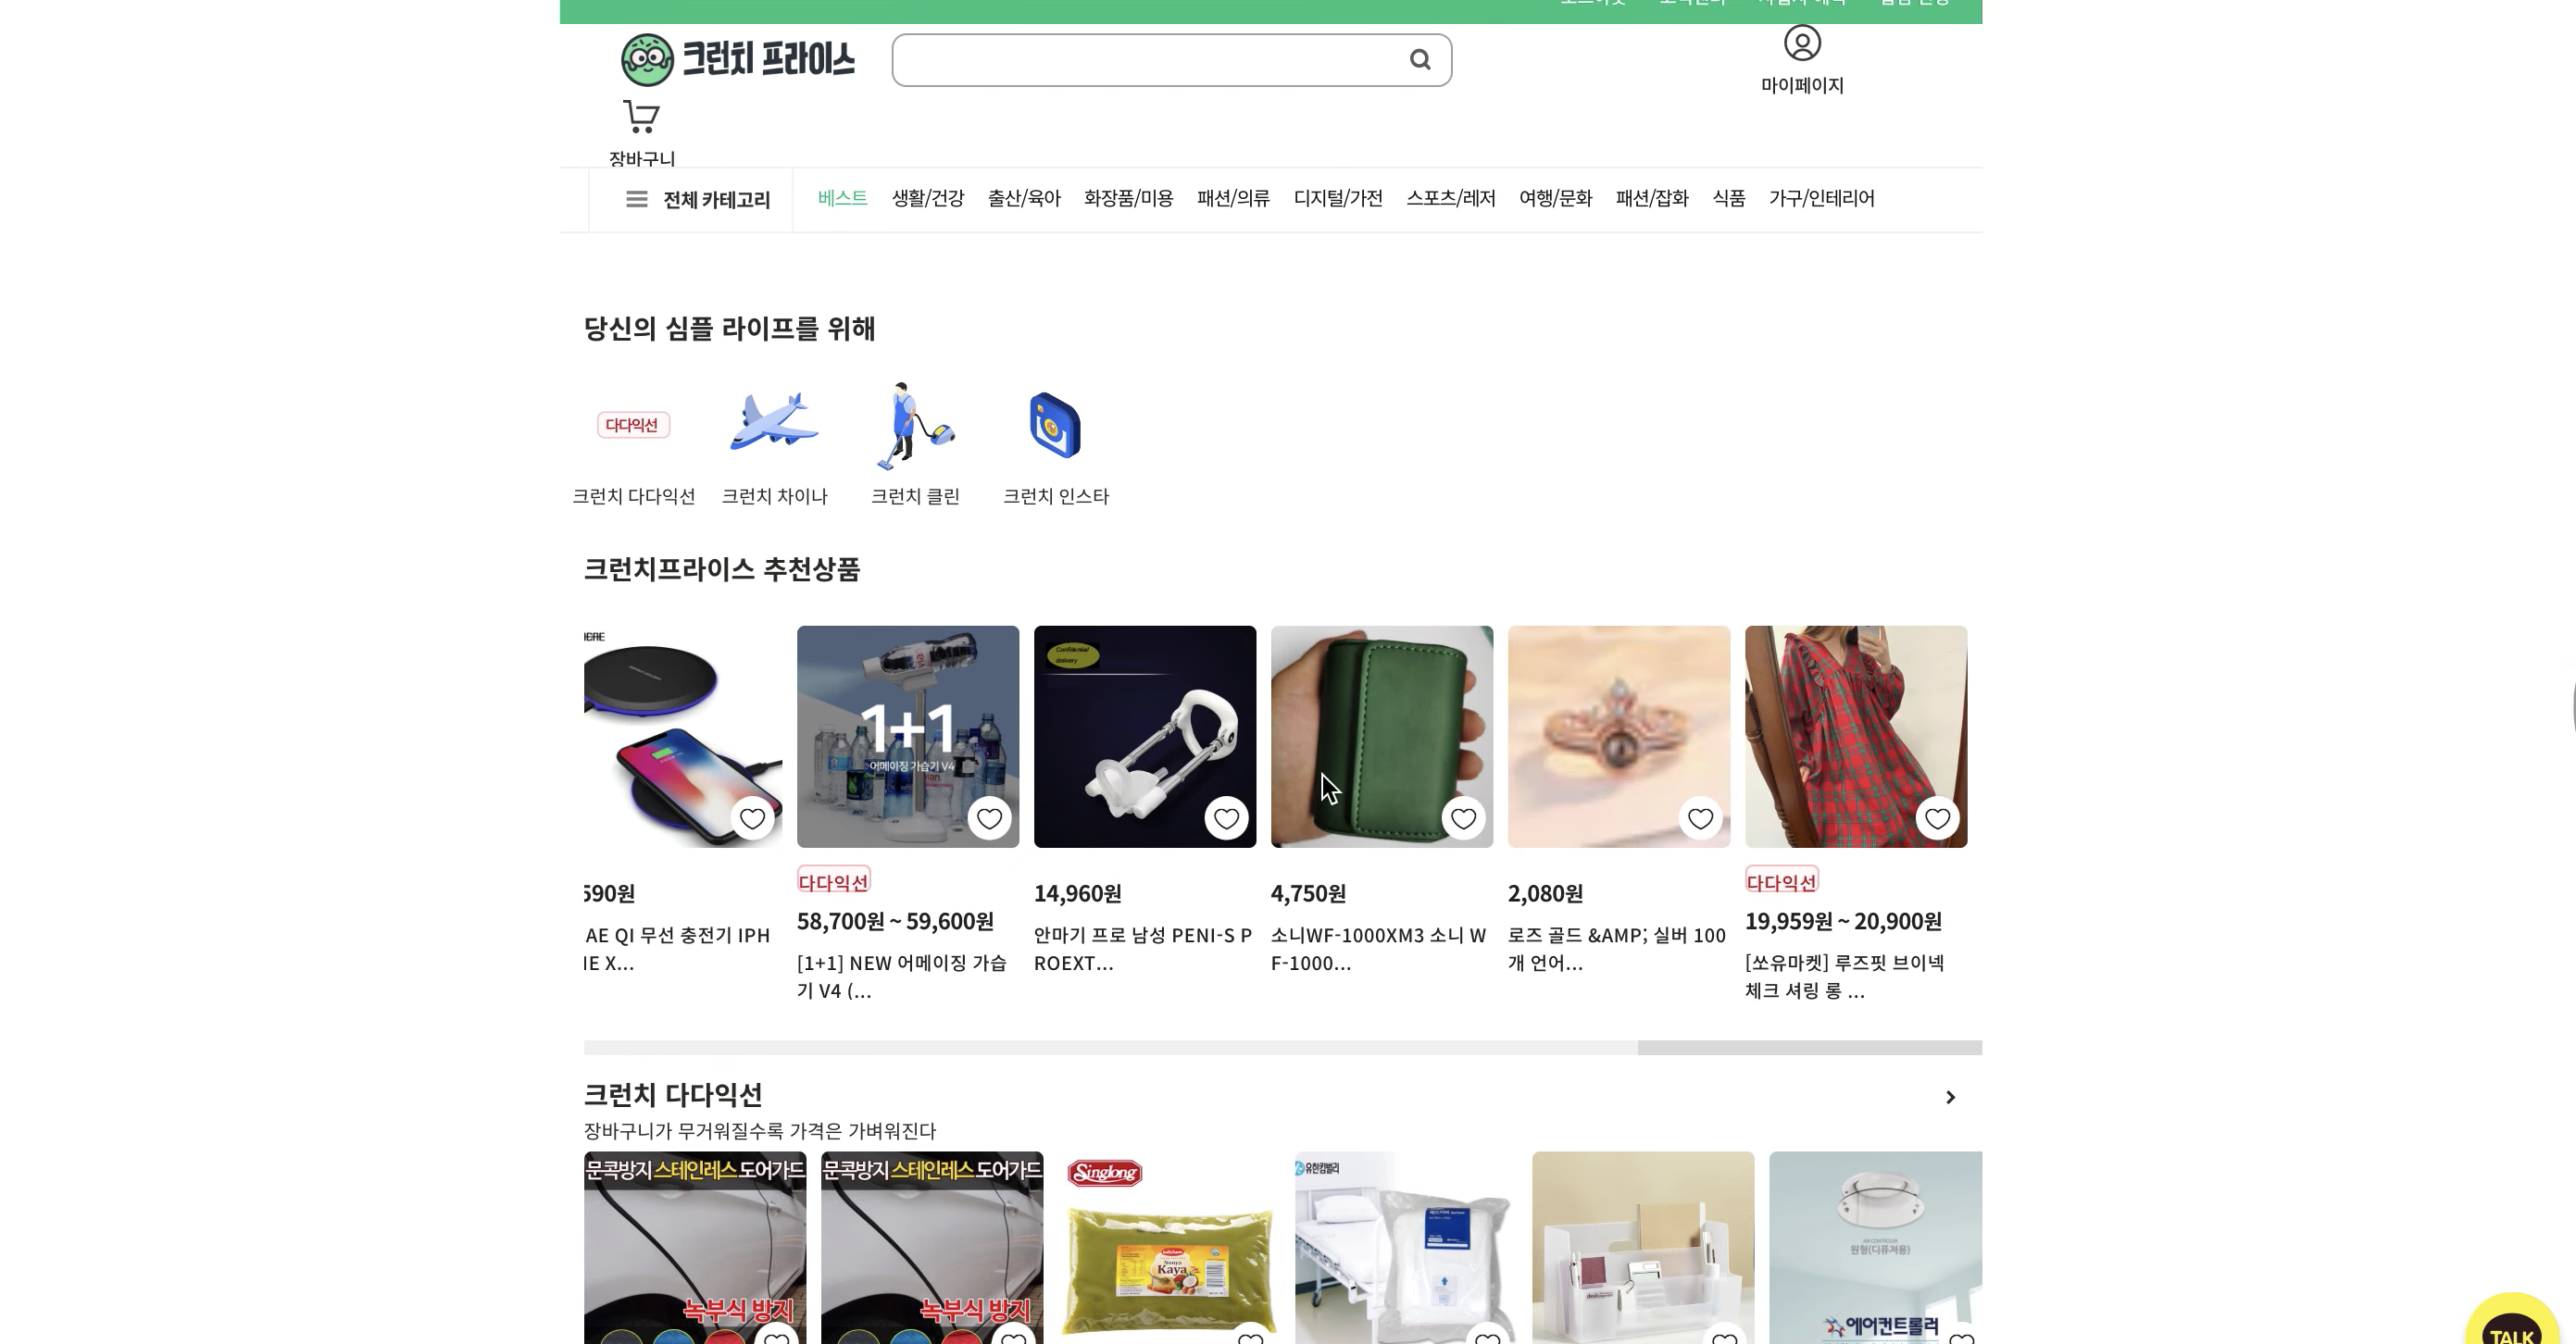 크런치 프라이스
마이페이지
장바구니
전체 카테고리
베스트 생활/건강 출산/육아 화장품/미용 패션/의류 디지털/가전 스포츠/레저 여행/문화 패션/잡화 식품 가구/인테리어
당신의 심플 라이프를 위해
다다익선
크런치 다다익선 크런치 차이나 크런치 클린 크런치 인스타
크런치프라이스 추천상품
1+1
어메이징 가습기 V4
Confidential
delivery
590원
AE QI 무선 충전기 IPH
IE X...
다다익선
58,700원 ~ 59,600원
[1+1] NEW 어메이징 가습
기 V4 (...
14,960원
안마기 프로 남성 PENI-S P
ROEXT...
4,750원
소니WF-1000XM3 소니 W
F-1000...
2,080원
로즈 골드 &AMP; 실버 100
개 언어...
다다익선
19,959원 ~ 20,900원
[쏘유마켓] 루즈핏 브이넥
체크 셔링 롱 ...
크런치 다다익선
장바구니가 무거워질수록 가격은 가벼워진다
문콕방지 스테인레스 도어가드
녹부식 방지
문콕방지 스테인레스 도어가드
녹부식 방지
Singlong
Nonya
Kaya
유한킴벌리
원형(디퓨져용)
에어컨트롤러
TALK